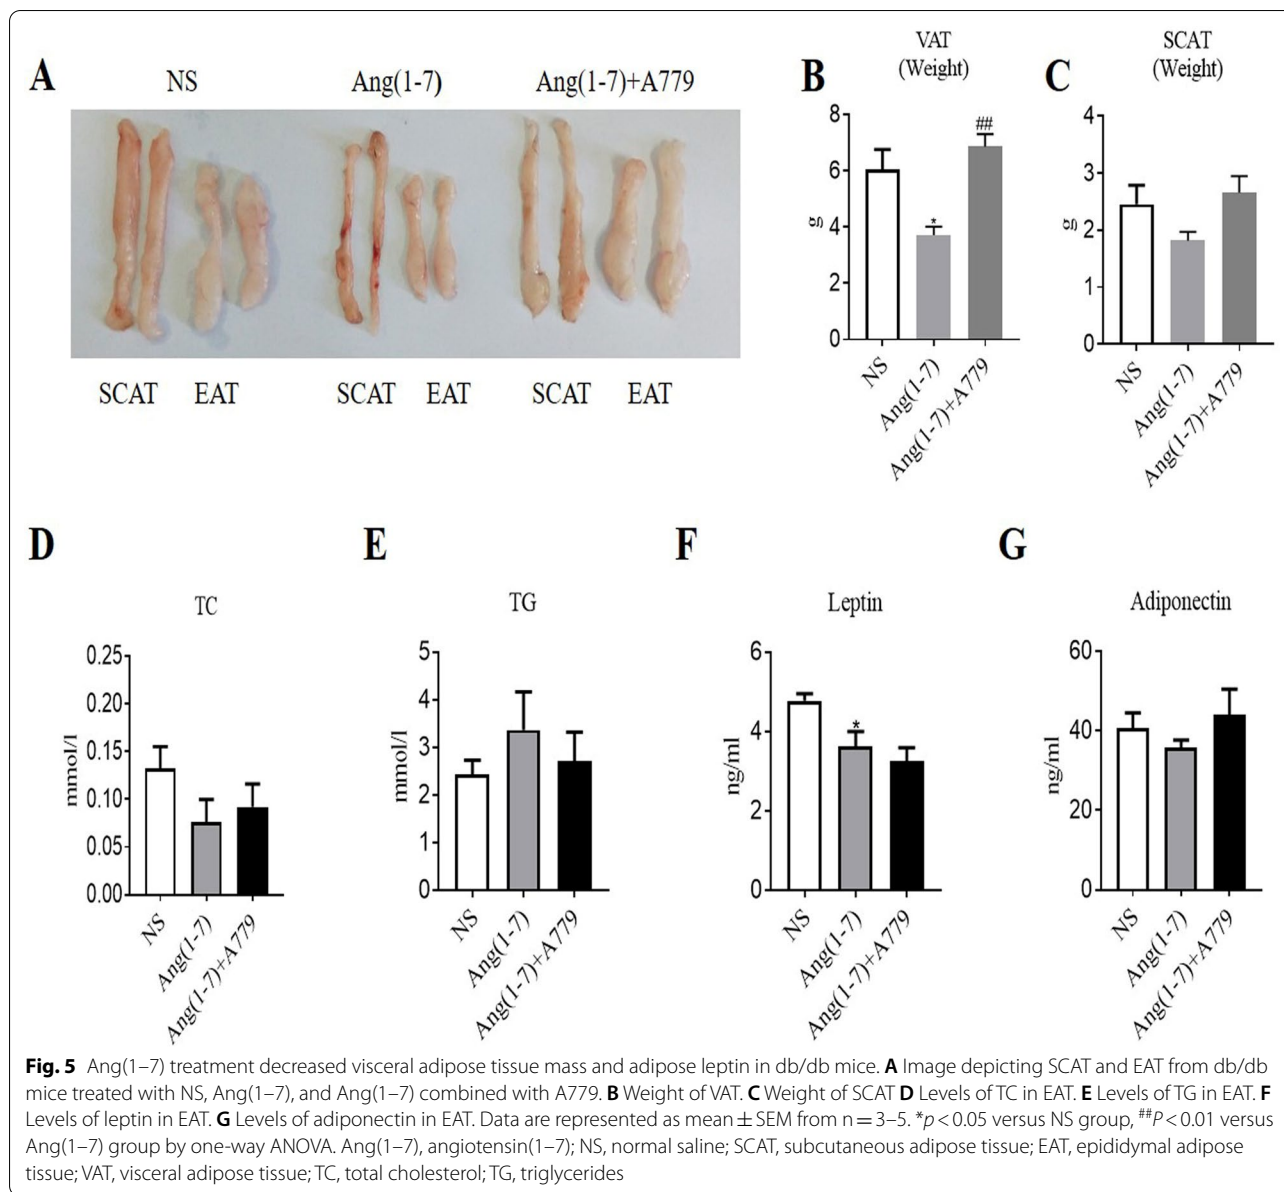 A
NS
Ang(1-7)
Ang(1-7)+A779
SCAT
EAT
SCAT
EAT
SCAT
EAT
B
VAT
(Weight)
g
8
6
4
2
0
*
##
NS
Ang(1-7)
Ang(1-7)+A779
C
SCAT
(Weight)
g
4
3
2
1
0
NS
Ang(1-7)
Ang(1-7)+A779
D
TC
mmol/l
0.25
0.20
0.15
0.10
0.05
0.00
NS
Ang(1-7)
Ang(1-7)+A779
E
TG
mmol/l
5
4
3
2
1
0
NS
Ang(1-7)
Ang(1-7)+A779
F
Leptin
ng/ml
6
4
2
0
*
NS
Ang(1-7)
Ang(1-7)+A779
G
Adiponectin
ng/ml
60
40
20
0
NS
Ang(1-7)
Ang(1-7)+A779
Fig. 5 Ang(1–7) treatment decreased visceral adipose tissue mass and adipose leptin in db/db mice. A Image depicting SCAT and EAT from db/db
mice treated with NS, Ang(1–7), and Ang(1–7) combined with A779. B Weight of VAT. C Weight of SCAT D Levels of TC in EAT. E Levels of TG in EAT. F
Levels of leptin in EAT. G Levels of adiponectin in EAT. Data are represented as mean ± SEM from n = 3–5. *p < 0.05 versus NS group, ##P < 0.01 versus
Ang(1–7) group by one-way ANOVA. Ang(1–7), angiotensin(1–7); NS, normal saline; SCAT, subcutaneous adipose tissue; EAT, epididymal adipose
tissue; VAT, visceral adipose tissue; TC, total cholesterol; TG, triglycerides